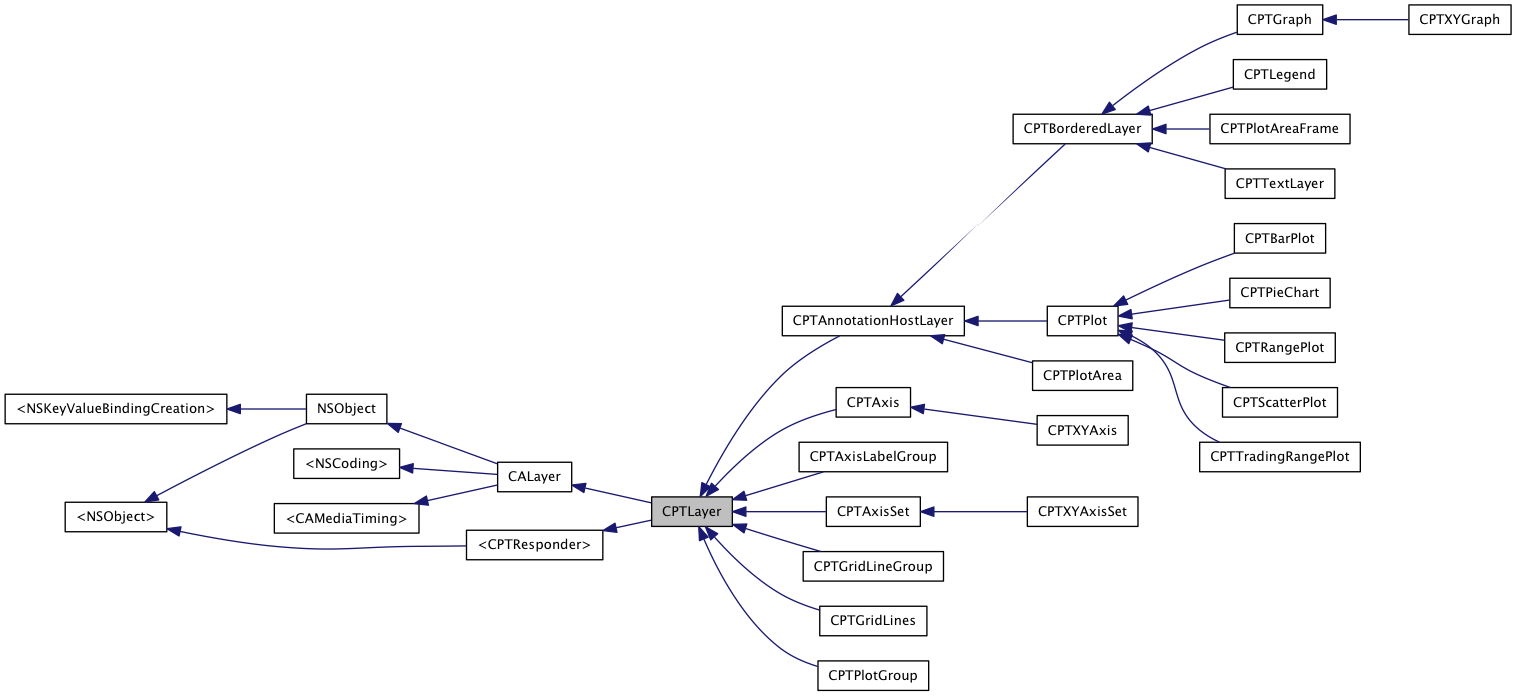 CPTGraph
CPTXYGraph
CPTLegend
CPTBorderedLayer
CPTPlotAreaFrame
CPTTextLayer
CPTBarPlot
CPTPieChart
CPTAnnotationHostLayer
CPTPlot
CPTRangePlot
CPTPlotArea
CPTScatterPlot
<NSKeyValueBindingCreation>
NSObject
CPTAxis
CPTXYAxis
CPTTradingRangePlot
<NSCoding>
CPTAxisLabelGroup
CALayer
<NSObject>
<CAMediaTiming>
CPTLayer
CPTAxisSet
CPTXYAxisSet
<CPTResponder>
CPTGridLineGroup
CPTGridLines
CPTPlotGroup